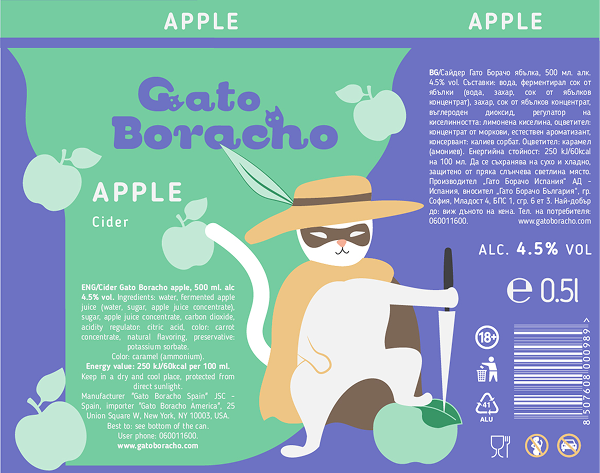 APPLE
APPLE
Gato
Boracho
APPLE
Cider
ENG/Cider Gato Boracho apple, 500 ml. alc
4.5% vol. Ingredients: water, fermented apple
juice (water, sugar, apple juice concentrate),
sugar, apple juice concentrate, carbon dioxide,
acidity regulator: citric acid, color: carrot
concentrate, natural flavoring, preservative:
potassium sorbate.
Color: caramel (ammonium).
Energy value: 250 kJ/60kcal per 100 ml.
Keep in a dry and cool place, protected from
direct sunlight.
Manufacturer "Gato Boracho Spain" JSC –
Spain, importer "Gato Boracho America", 25
Union Square W, New York, NY 10003, USA.
Best to: see bottom of the can.
User phone: 060011600.
www.gatoboracho.com
BG/Сайдер Гато Борачо ябълка, 500 мл. алк.
4.5% vol. Съставки: вода, ферментирал сок от
ябълки (вода, захар, сок от ябълков
концентрат), захар, сок от ябълков концентрат,
въглероден диоксид, регулатор на
киселинността: лимонена киселина, оцветител:
концентрат от моркови, естествен ароматизант,
консервант: калиев сорбат. Оцветител: карамел
(амониев). Енергийна стойност: 250 kJ/60kcal
на 100 мл. Да се съхранява на сухо и хладно,
защитено от пряка слънчева светлина място.
Производител „Гато Борачо Испания" АД –
Испания, вносител „Гато Борачо България", гр.
София, Младост 4, БПС 1, сгр. 6 ет 3. Най-добър
до: виж дъното на кена. Тел. на потребителя:
060011600. www.gatoboracho.com
ALC. 4.5% VOL
e 0.5l
18+
41
ALU
8 507608 000989 >